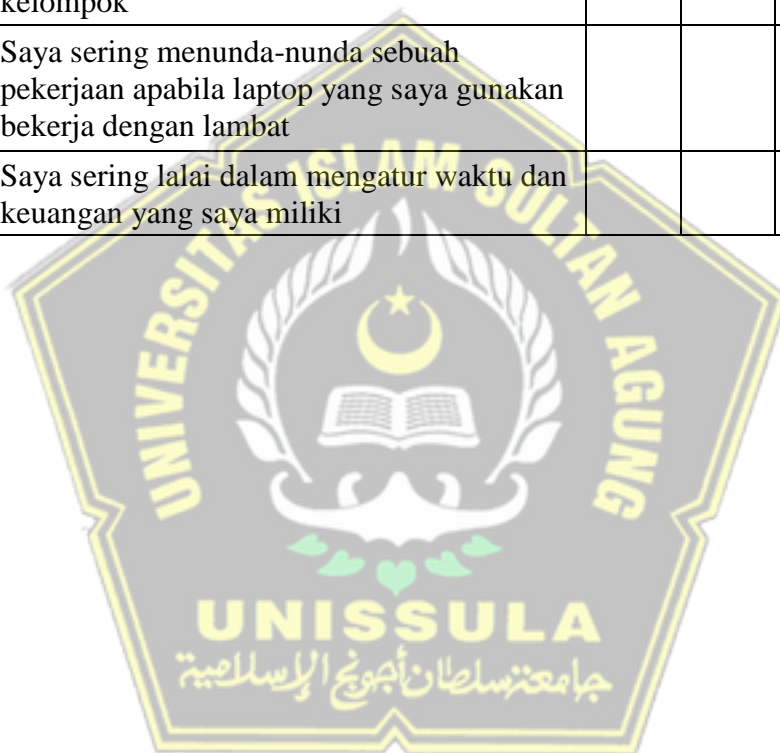 kelompok
Saya sering menunda-nunda sebuah
pekerjaan apabila laptop yang saya gunakan
bekerja dengan lambat
Saya sering lalai dalam mengatur waktu dan
keuangan yang saya miliki
UNIVERSITAS ISLAM SULTAN AGUNG
UNISSULA
جامعة سلطان أجونج الإسلامية